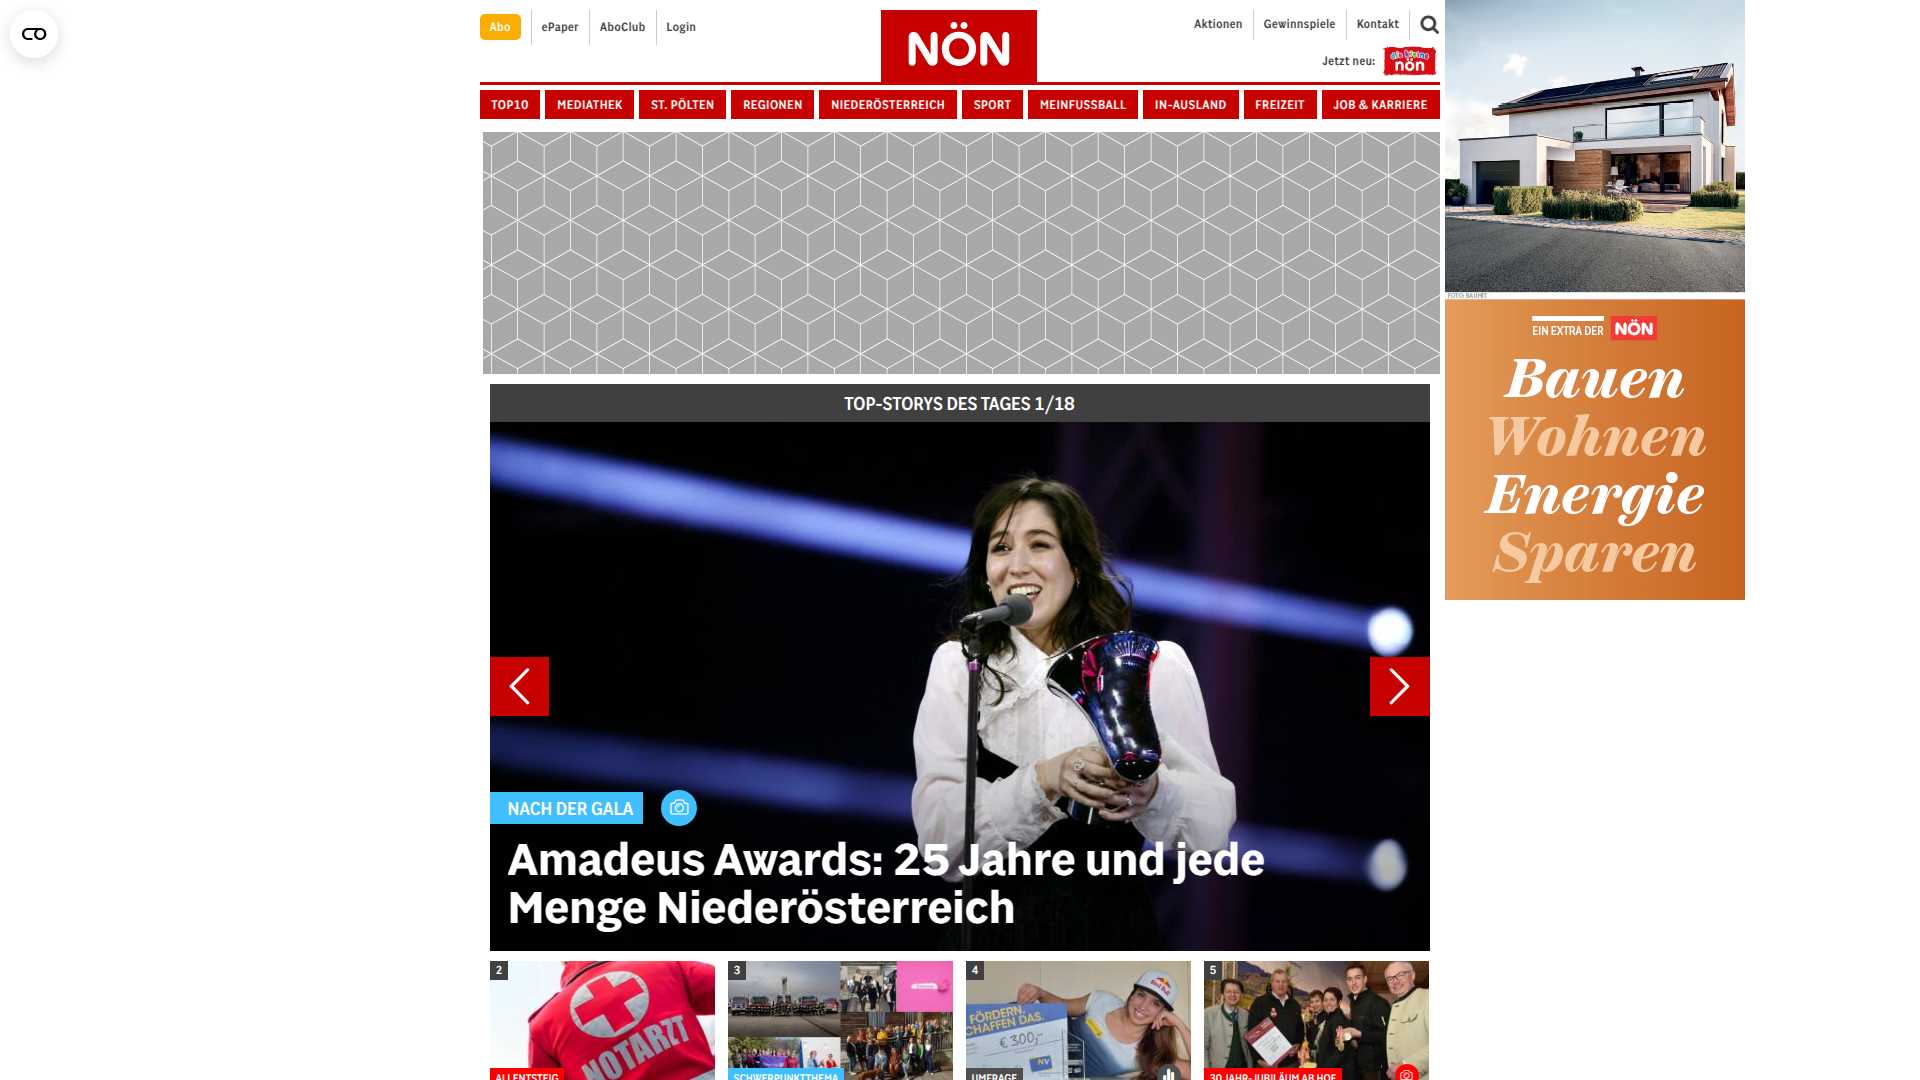 Abo
ePaper
AboClub
Login
NÖN
Aktionen
Gewinnspiele
Kontakt
Jetzt neu:
die kleine
nön
TOP10
MEDIATHEK
ST. PÖLTEN
REGIONEN
NIEDERÖSTERREICH
SPORT
MEINFUSSBALL
IN-AUSLAND
FREIZEIT
JOB & KARRIERE
FOTO: BAUMIT
EIN EXTRA DER NÖN
Bauen
Wohnen
Energie
Sparen
TOP-STORYS DES TAGES 1/18
NACH DER GALA
Amadeus Awards: 25 Jahre und jede
Menge Niederösterreich
2
NOTARZT
ALLENTSTEIG
3
SCHWERPUNKTTHEMA
4
FÖRDERN.
CHAFFEN DAS.
€ 300,-
NV
Red Bull
UMFRAGE
5
30 JAHR-JUBILÄUM AB HOF